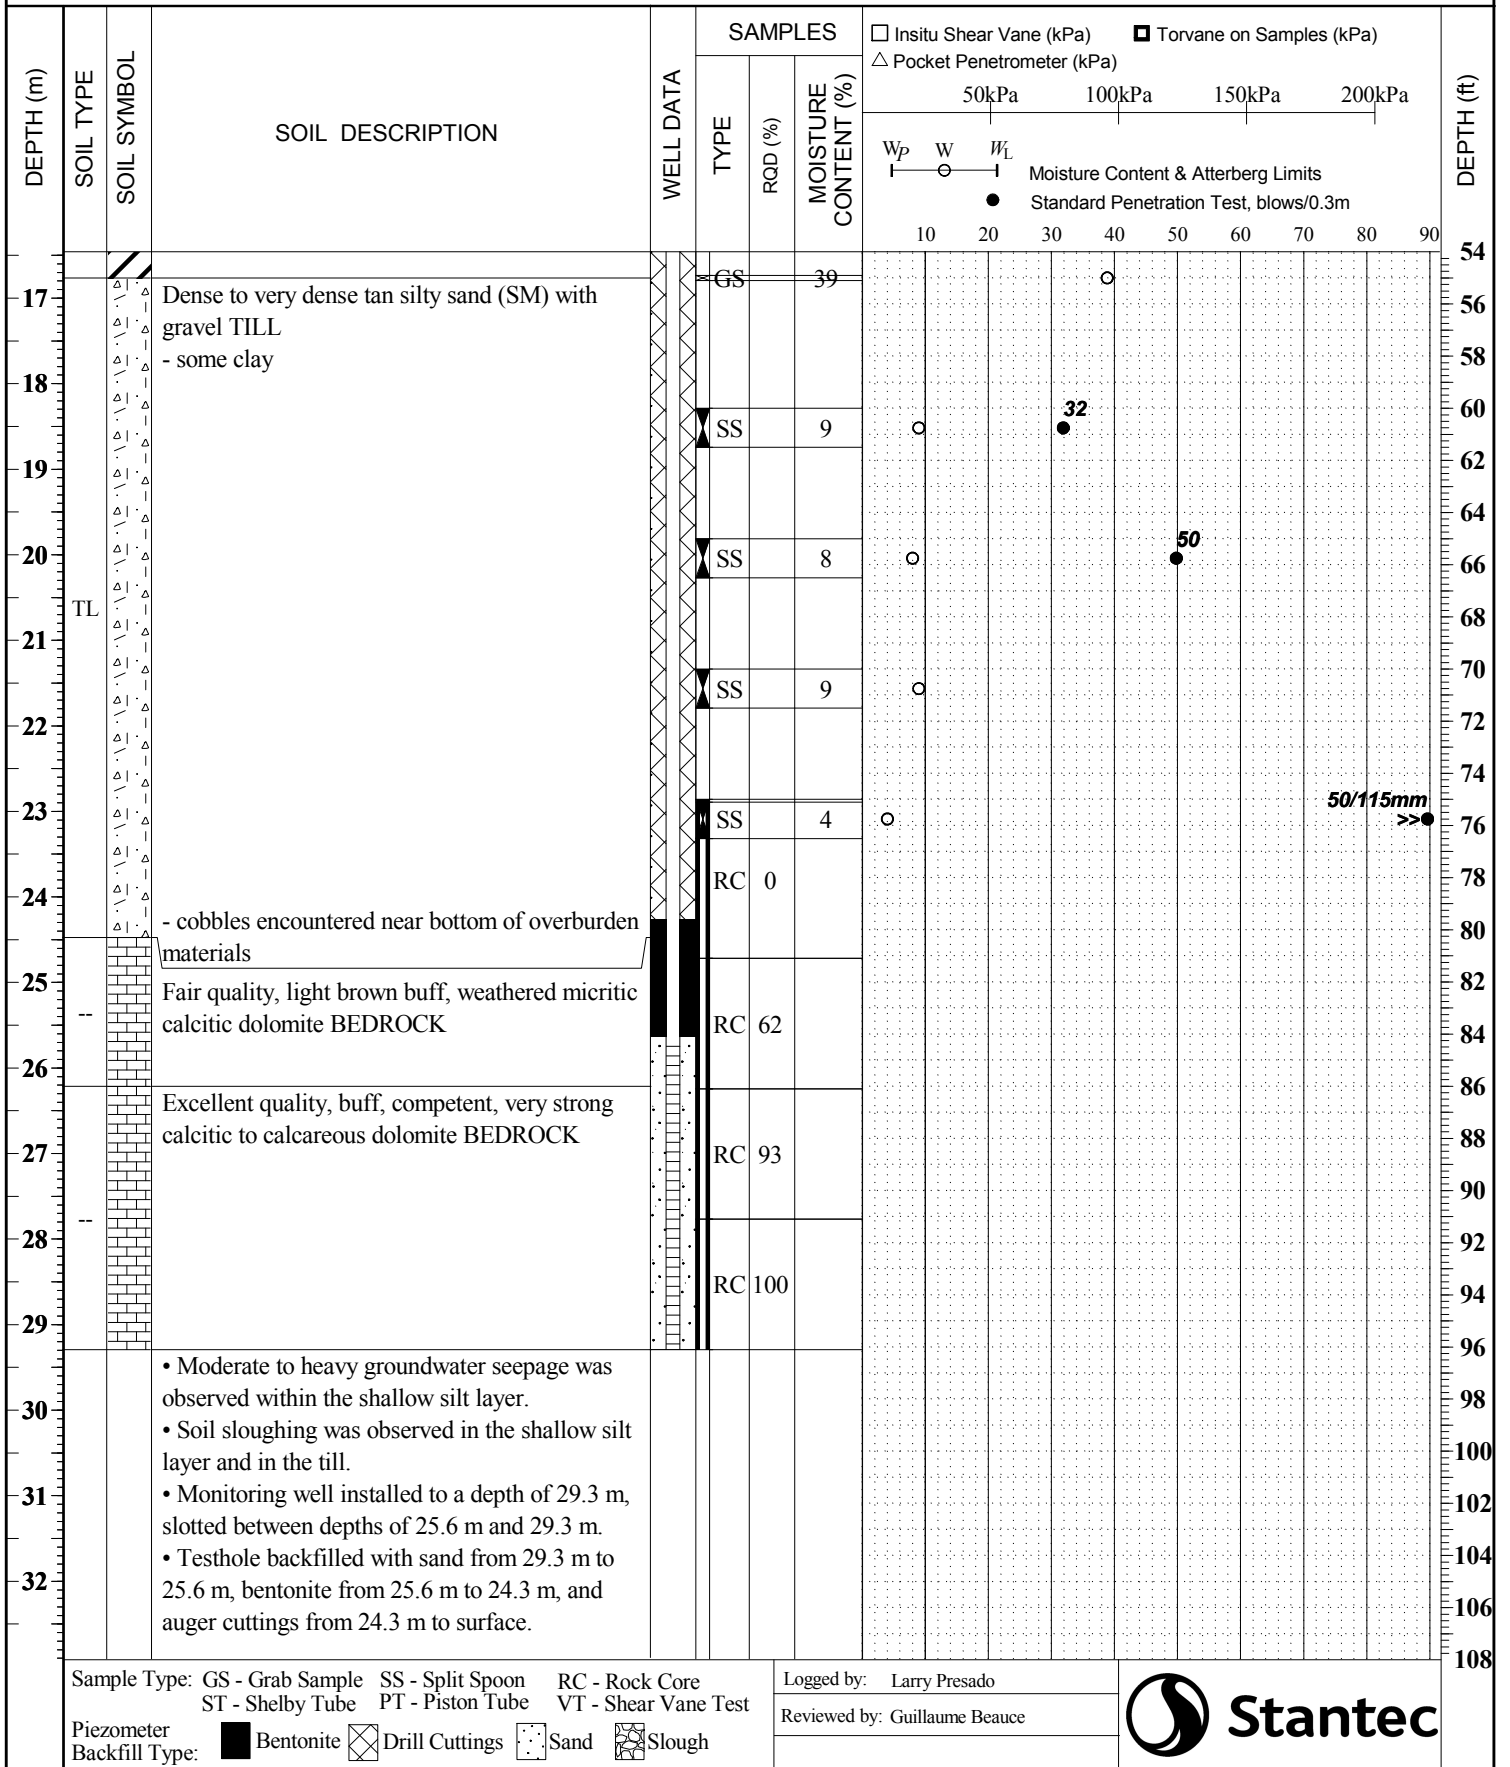 SAMPLES
DEPTH (m)
SOIL TYPE
SOIL SYMBOL
SOIL DESCRIPTION
WELL DATA
TYPE
RQD (%)
MOISTURE CONTENT (%)
Insitu Shear Vane (kPa) Torvane on Samples (kPa)
Pocket Penetrometer (kPa)
50kPa 100kPa 150kPa 200kPa
WP W WL
Moisture Content & Atterberg Limits
Standard Penetration Test, blows/0.3m
10 20 30 40 50 60 70 80 90
DEPTH (ft)
54
GS 39
17
Dense to very dense tan silty sand (SM) with
56
gravel TILL
- some clay
58
18
60
32
SS 9
19
62
64
50
20
SS 8
66
TL
68
21
70
SS 9
22
72
74
50/115mm
23
SS 4
>>
76
RC 0
78
24
- cobbles encountered near bottom of overburden
80
materials
25
Fair quality, light brown buff, weathered micritic
82
--
calcitic dolomite BEDROCK
RC 62
84
26
86
Excellent quality, buff, competent, very strong
calcitic to calcareous dolomite BEDROCK
88
27
RC 93
90
--
28
92
RC 100
94
29
96
• Moderate to heavy groundwater seepage was
observed within the shallow silt layer.
98
30
• Soil sloughing was observed in the shallow silt
100
layer and in the till.
31
• Monitoring well installed to a depth of 29.3 m,
102
slotted between depths of 25.6 m and 29.3 m.
• Testhole backfilled with sand from 29.3 m to
104
32
25.6 m, bentonite from 25.6 m to 24.3 m, and
106
auger cuttings from 24.3 m to surface.
108
Sample Type: GS - Grab Sample SS - Split Spoon RC - Rock Core
ST - Shelby Tube PT - Piston Tube VT - Shear Vane Test
Piezometer
Backfill Type: Bentonite Drill Cuttings Sand Slough
Logged by: Larry Presado
Reviewed by: Guillaume Beauce
Stantec